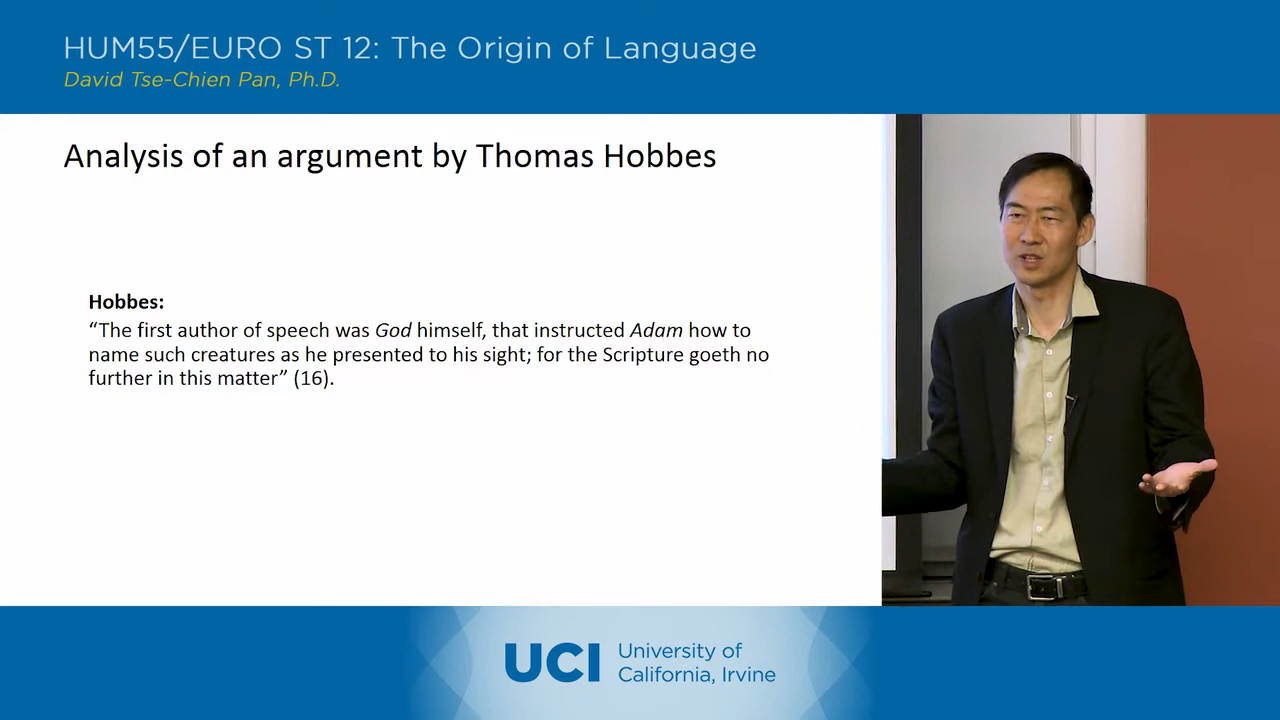 HUM55/EURO ST 12: The Origin of Language
David Tse-Chien Pan, Ph.D.
Analysis of an argument by Thomas Hobbes
Hobbes:
“The first author of speech was God himself, that instructed Adam how to
name such creatures as he presented to his sight; for the Scripture goeth no
further in this matter” (16).
UCI
University of
California, Irvine